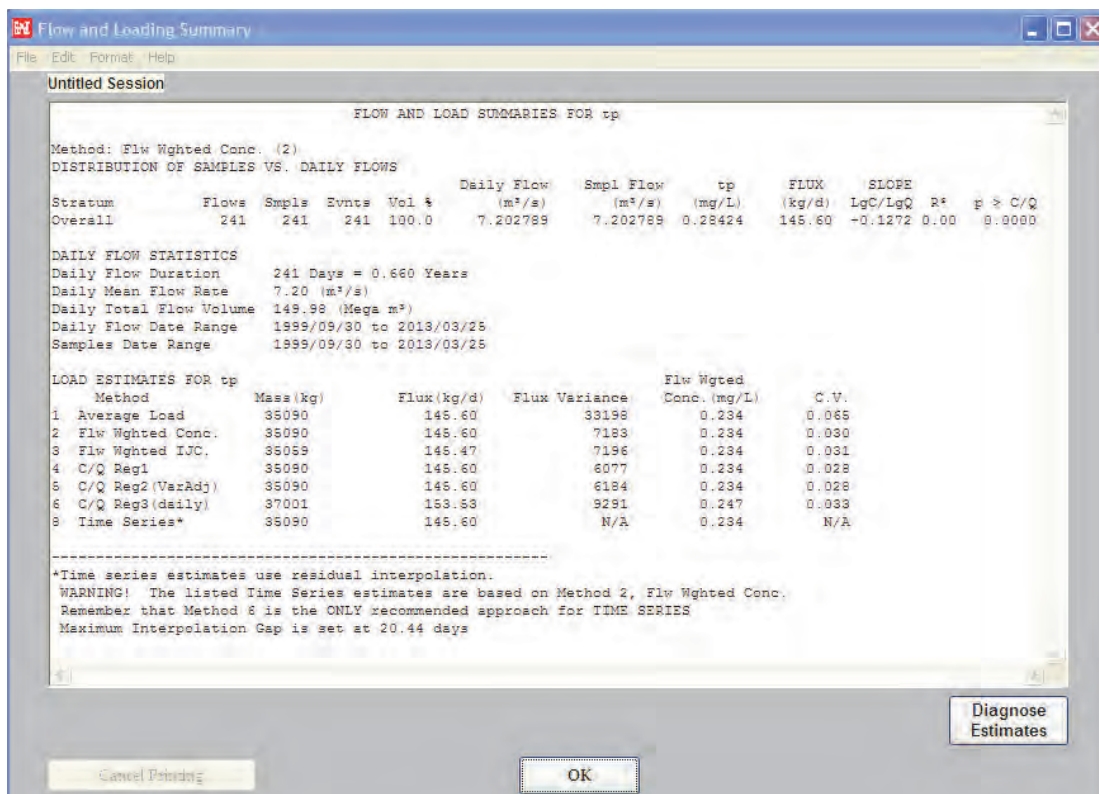 Flow and Loading Summary
File Edit Format Help
Untitled Session
FLOW AND LOAD SUMMARIES FOR tp
Method: Flw Wghted Conc. (2)
DISTRIBUTION OF SAMPLES VS. DAILY FLOWS
Daily Flow Smpl Flow tp FLUX SLOPE
Stratum Flows Smpls Evnts Vol % (m³/s) (m³/s) (mg/L) (kg/d) LgC/LgQ R² p > C/Q
Overall 241 241 241 100.0 7.202789 7.202789 0.28424 145.60 -0.1272 0.00 0.0000
DAILY FLOW STATISTICS
Daily Flow Duration 241 Days = 0.660 Years
Daily Mean Flow Rate 7.20 (m³/s)
Daily Total Flow Volume 149.98 (Mega m³)
Daily Flow Date Range 1999/09/30 to 2013/03/25
Samples Date Range 1999/09/30 to 2013/03/25
LOAD ESTIMATES FOR tp Flw Wgted
Method Mass(kg) Flux(kg/d) Flux Variance Conc.(mg/L) C.V.
1 Average Load 35090 145.60 33198 0.234 0.065
2 Flw Wghted Conc. 35090 145.60 7183 0.234 0.030
3 Flw Wghted IJC. 35059 145.47 7196 0.234 0.031
4 C/Q Reg1 35090 145.60 6077 0.234 0.028
5 C/Q Reg2(VarAdj) 35090 145.60 6184 0.234 0.028
6 C/Q Reg3(daily) 37001 153.53 9291 0.247 0.033
8 Time Series* 35090 145.60 N/A 0.234 N/A
------------------------------------------------------------
*Time series estimates use residual interpolation.
WARNING! The listed Time Series estimates are based on Method 2, Flw Wghted Conc.
Remember that Method 6 is the ONLY recommended approach for TIME SERIES
Maximum Interpolation Gap is set at 20.44 days
Diagnose
Estimates
Cancel Printing
OK